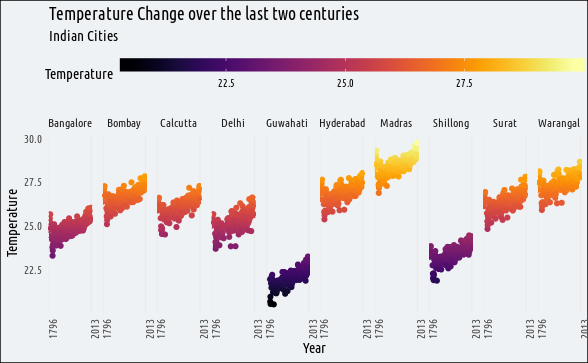 Temperature Change over the last two centuries
Indian Cities
Temperature
22.5 25.0 27.5
Bangalore Bombay Calcutta Delhi Guwahati Hyderabad Madras Shillong Surat Warangal
30.0
27.5
25.0
22.5
Temperature
1796 2013 1796 2013 1796 2013 1796 2013 1796 2013 1796 2013 1796 2013 1796 2013 1796 2013 1796 2013
Year